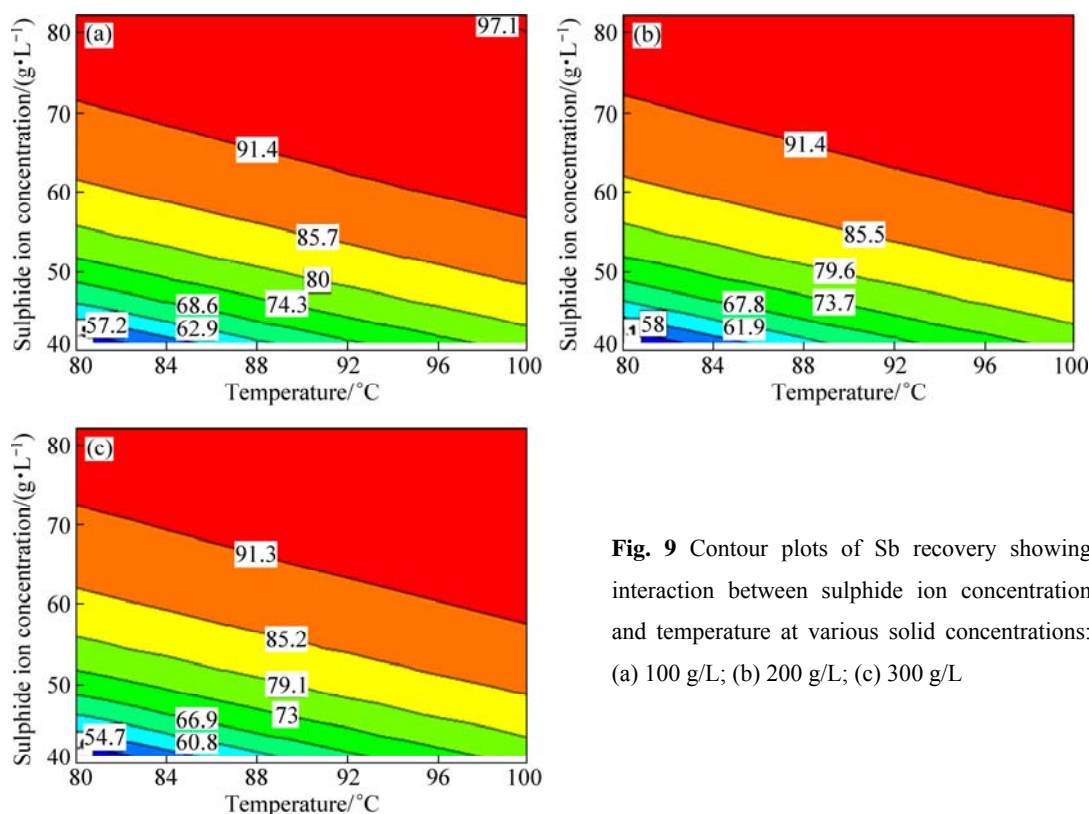 (a)
97.1
91.4
85.7
80
74.3
68.6
62.9
57.2
80
70
60
50
40
Sulphide ion concentration/(g•L⁻¹)
80 84 88 92 96 100
Temperature/°C
(b)
91.4
85.5
79.6
73.7
67.8
61.9
58
80
70
60
50
40
Sulphide ion concentration/(g•L⁻¹)
80 84 88 92 96 100
Temperature/°C
(c)
91.3
85.2
79.1
73
66.9
60.8
54.7
80
70
60
50
40
Sulphide ion concentration/(g•L⁻¹)
80 84 88 92 96 100
Temperature/°C
Fig. 9 Contour plots of Sb recovery showing
interaction between sulphide ion concentration
and temperature at various solid concentrations:
(a) 100 g/L; (b) 200 g/L; (c) 300 g/L